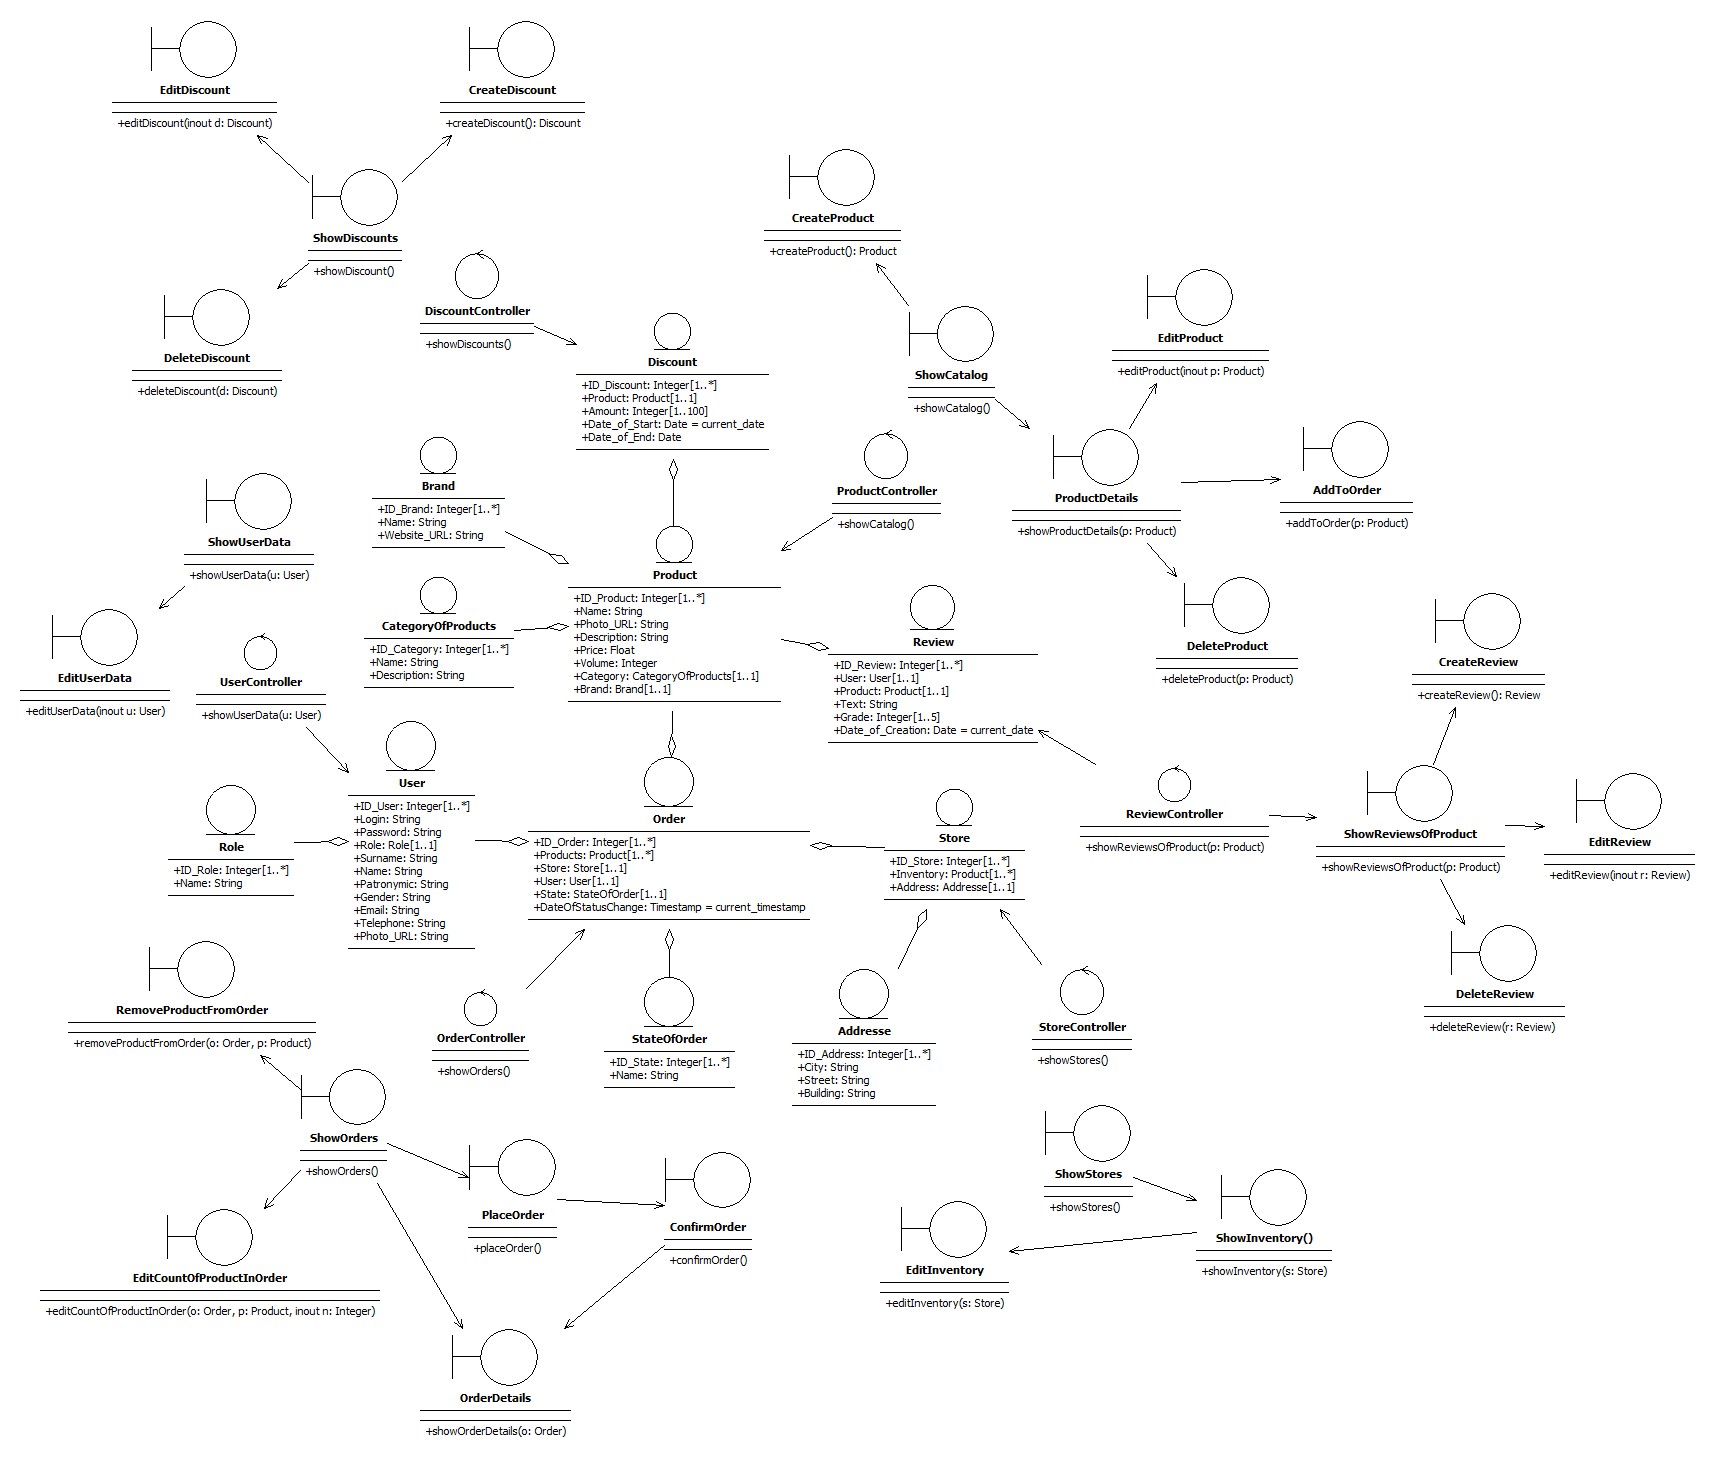 EditDiscount
+editDiscount(inout d: Discount)
CreateDiscount
+createDiscount(): Discount
ShowDiscounts
+showDiscount()
DeleteDiscount
+deleteDiscount(d: Discount)
DiscountController
+showDiscounts()
Discount
+ID_Discount: Integer[1..*]
+Product: Product[1..1]
+Amount: Integer[1..100]
+Date_of_Start: Date = current_date
+Date_of_End: Date
CreateProduct
+createProduct(): Product
ShowCatalog
+showCatalog()
EditProduct
+editProduct(inout p: Product)
ProductController
+showCatalog()
ProductDetails
+showProductDetails(p: Product)
AddToOrder
+addToOrder(p: Product)
DeleteProduct
+deleteProduct(p: Product)
Brand
+ID_Brand: Integer[1..*]
+Name: String
+Website_URL: String
ShowUserData
+showUserData(u: User)
EditUserData
+editUserData(inout u: User)
UserController
+showUserData(u: User)
CategoryOfProducts
+ID_Category: Integer[1..*]
+Name: String
+Description: String
Product
+ID_Product: Integer[1..*]
+Name: String
+Photo_URL: String
+Description: String
+Price: Float
+Volume: Integer
+Category: CategoryOfProducts[1..1]
+Brand: Brand[1..1]
Review
+ID_Review: Integer[1..*]
+User: User[1..1]
+Product: Product[1..1]
+Text: String
+Grade: Integer[1..5]
+Date_of_Creation: Date = current_date
CreateReview
+createReview(): Review
ReviewController
+showReviewsOfProduct(p: Product)
ShowReviewsOfProduct
+showReviewsOfProduct(p: Product)
EditReview
+editReview(inout r: Review)
DeleteReview
+deleteReview(r: Review)
Role
+ID_Role: Integer[1..*]
+Name: String
User
+ID_User: Integer[1..*]
+Login: String
+Password: String
+Role: Role[1..1]
+Surname: String
+Name: String
+Patronymic: String
+Gender: String
+Email: String
+Telephone: String
+Photo_URL: String
Order
+ID_Order: Integer[1..*]
+Products: Product[1..*]
+Store: Store[1..1]
+User: User[1..1]
+State: StateOfOrder[1..1]
+DateOfStatusChange: Timestamp = current_timestamp
Store
+ID_Store: Integer[1..*]
+Inventory: Product[1..*]
+Address: Addresse[1..1]
RemoveProductFromOrder
+removeProductFromOrder(o: Order, p: Product)
OrderController
+showOrders()
StateOfOrder
+ID_State: Integer[1..*]
+Name: String
Addresse
+ID_Address: Integer[1..*]
+City: String
+Street: String
+Building: String
StoreController
+showStores()
ShowOrders
+showOrders()
PlaceOrder
+placeOrder()
ConfirmOrder
+confirmOrder()
EditCountOfProductInOrder
+editCountOfProductInOrder(o: Order, p: Product, inout n: Integer)
OrderDetails
+showOrderDetails(o: Order)
ShowStores
+showStores()
ShowInventory()
+showInventory(s: Store)
EditInventory
+editInventory(s: Store)